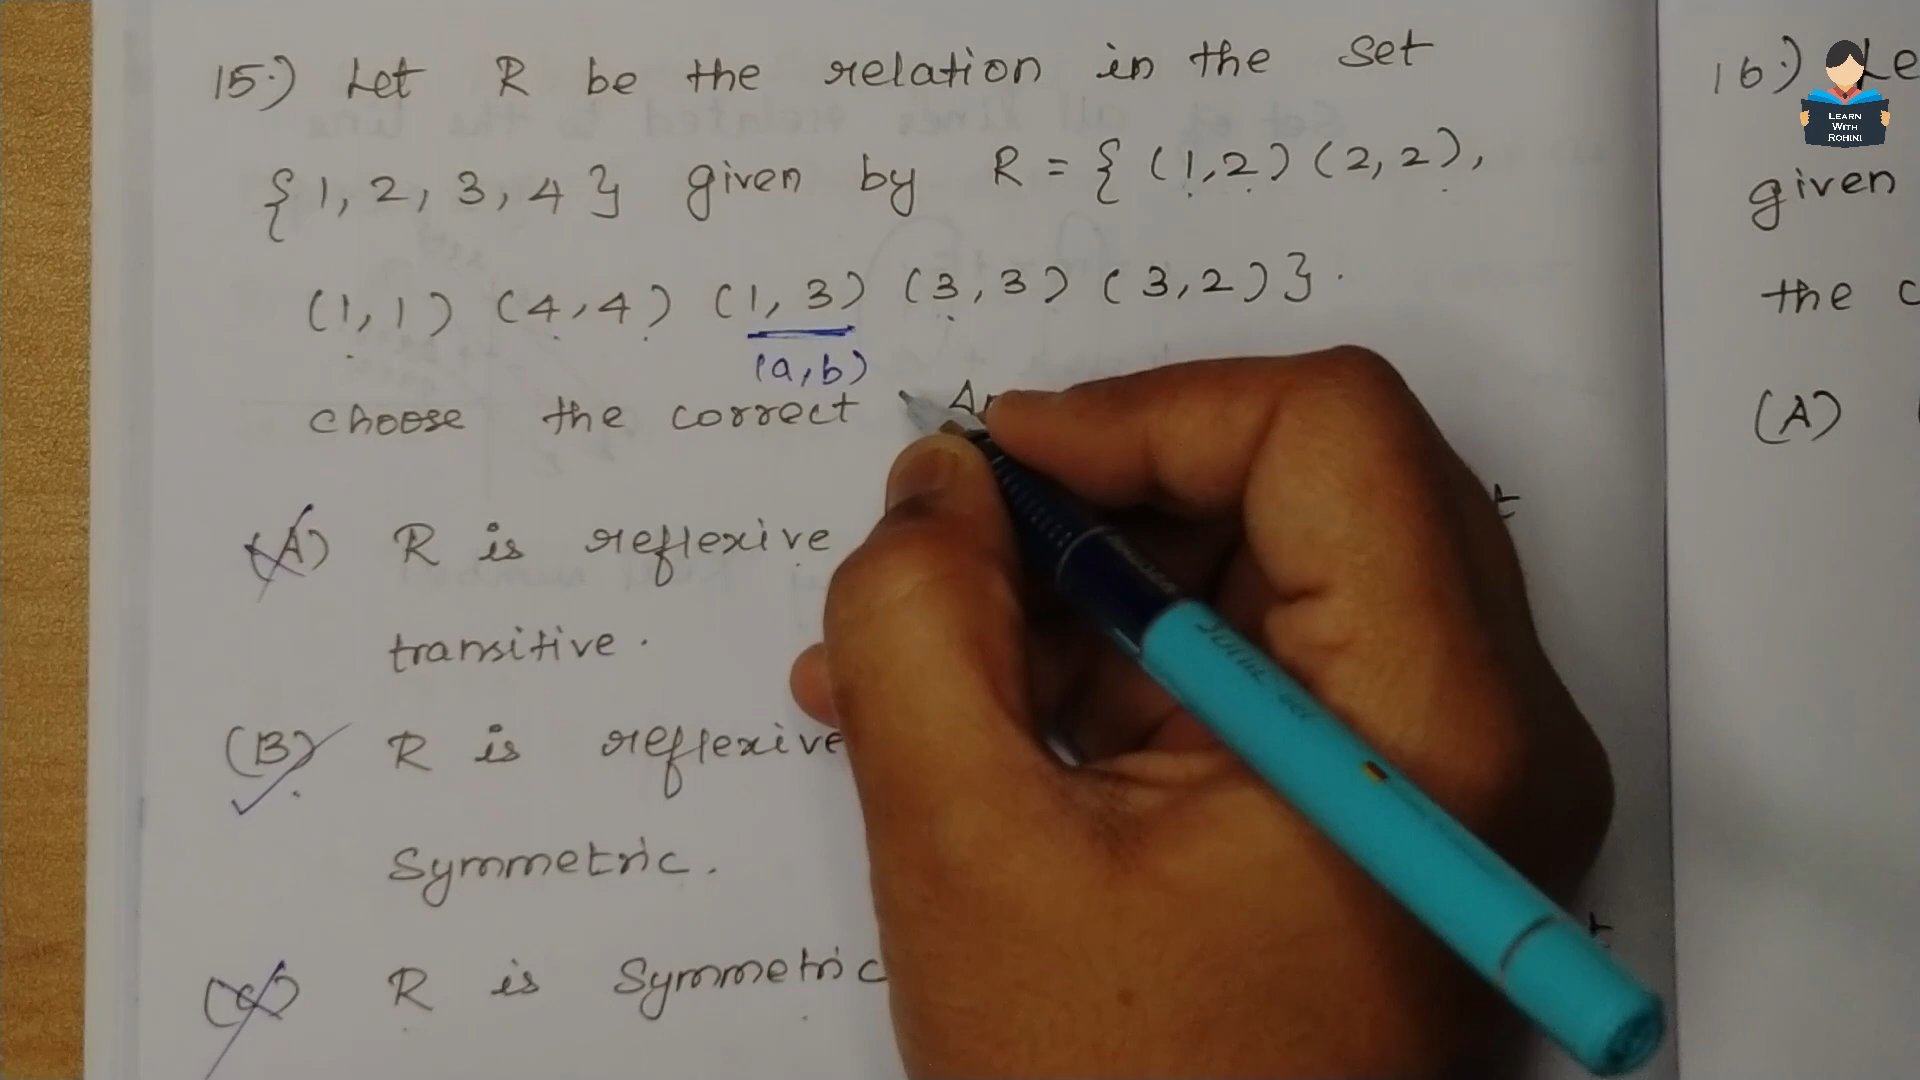 15.) Let R be the relation in the set
{1, 2, 3, 4} given by R = { (1,2) (2,2),
(1,1) (4,4) (1,3) (3,3) (3,2)}.
(a,b)
choose the correct
(A) R is reflexive
transitive.
(B) R is reflexive
Symmetric.
(C) R is Symmetric
16.)
given
the
(A)
LEARN
WITH
ROHINI